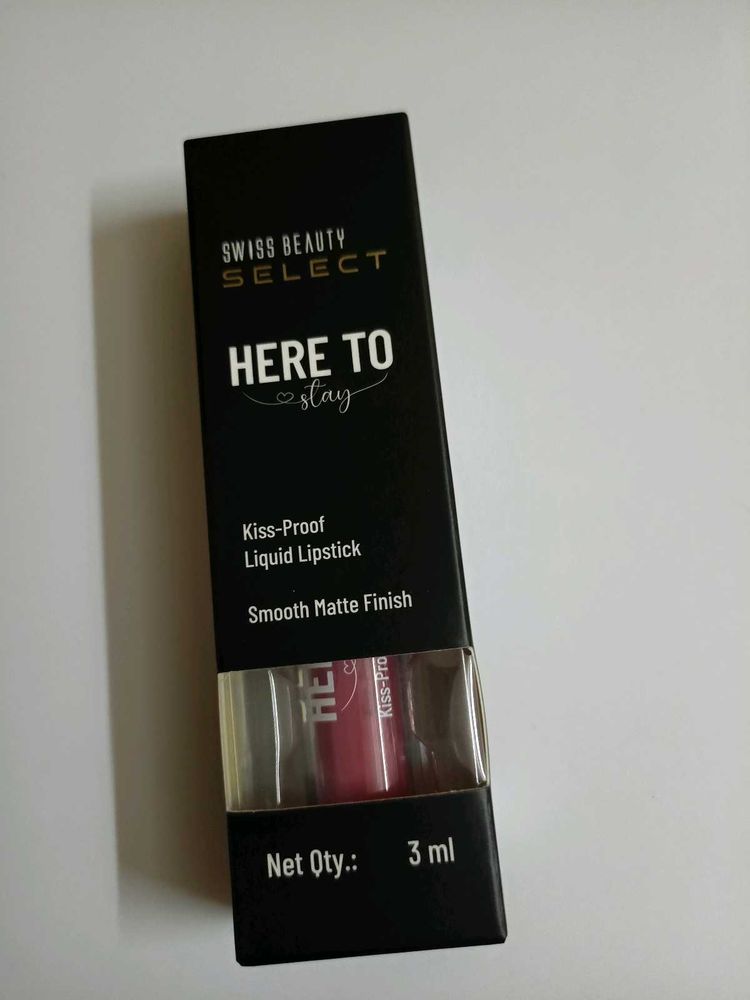 SWISS BEAUTY
SELECT
HERE TO
stay
Kiss-Proof
Liquid Lipstick
Smooth Matte Finish
Net Qty.: 3 ml